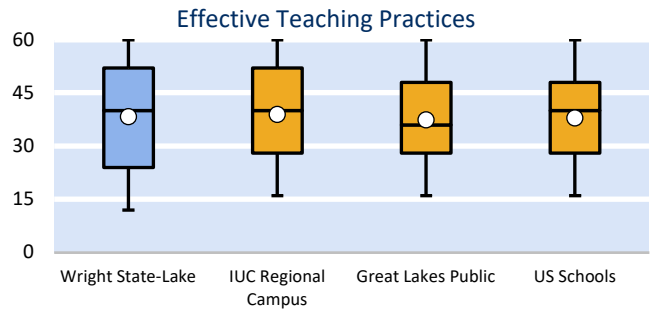 Effective Teaching Practices
60
45
30
15
0
Wright State-Lake
IUC Regional
Campus
Great Lakes Public
US Schools